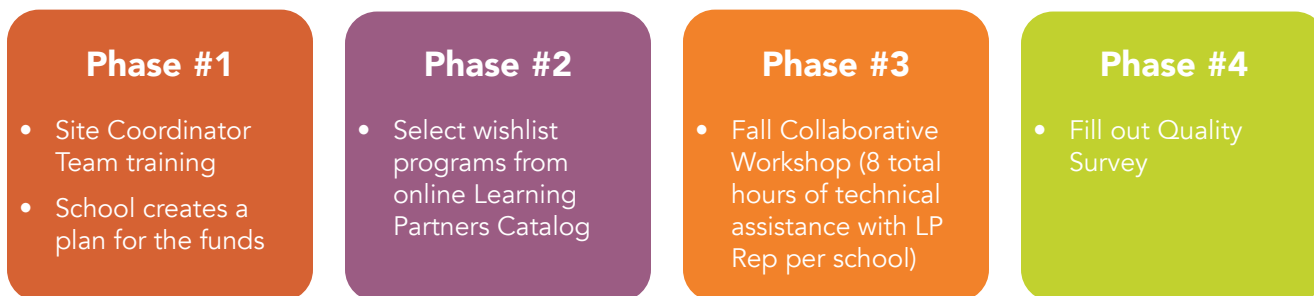 Phase #1
• Site Coordinator
Team training
• School creates a
plan for the funds
Phase #2
• Select wishlist
programs from
online Learning
Partners Catalog
Phase #3
• Fall Collaborative
Workshop (8 total
hours of technical
assistance with LP
Rep per school)
Phase #4
• Fill out Quality
Survey